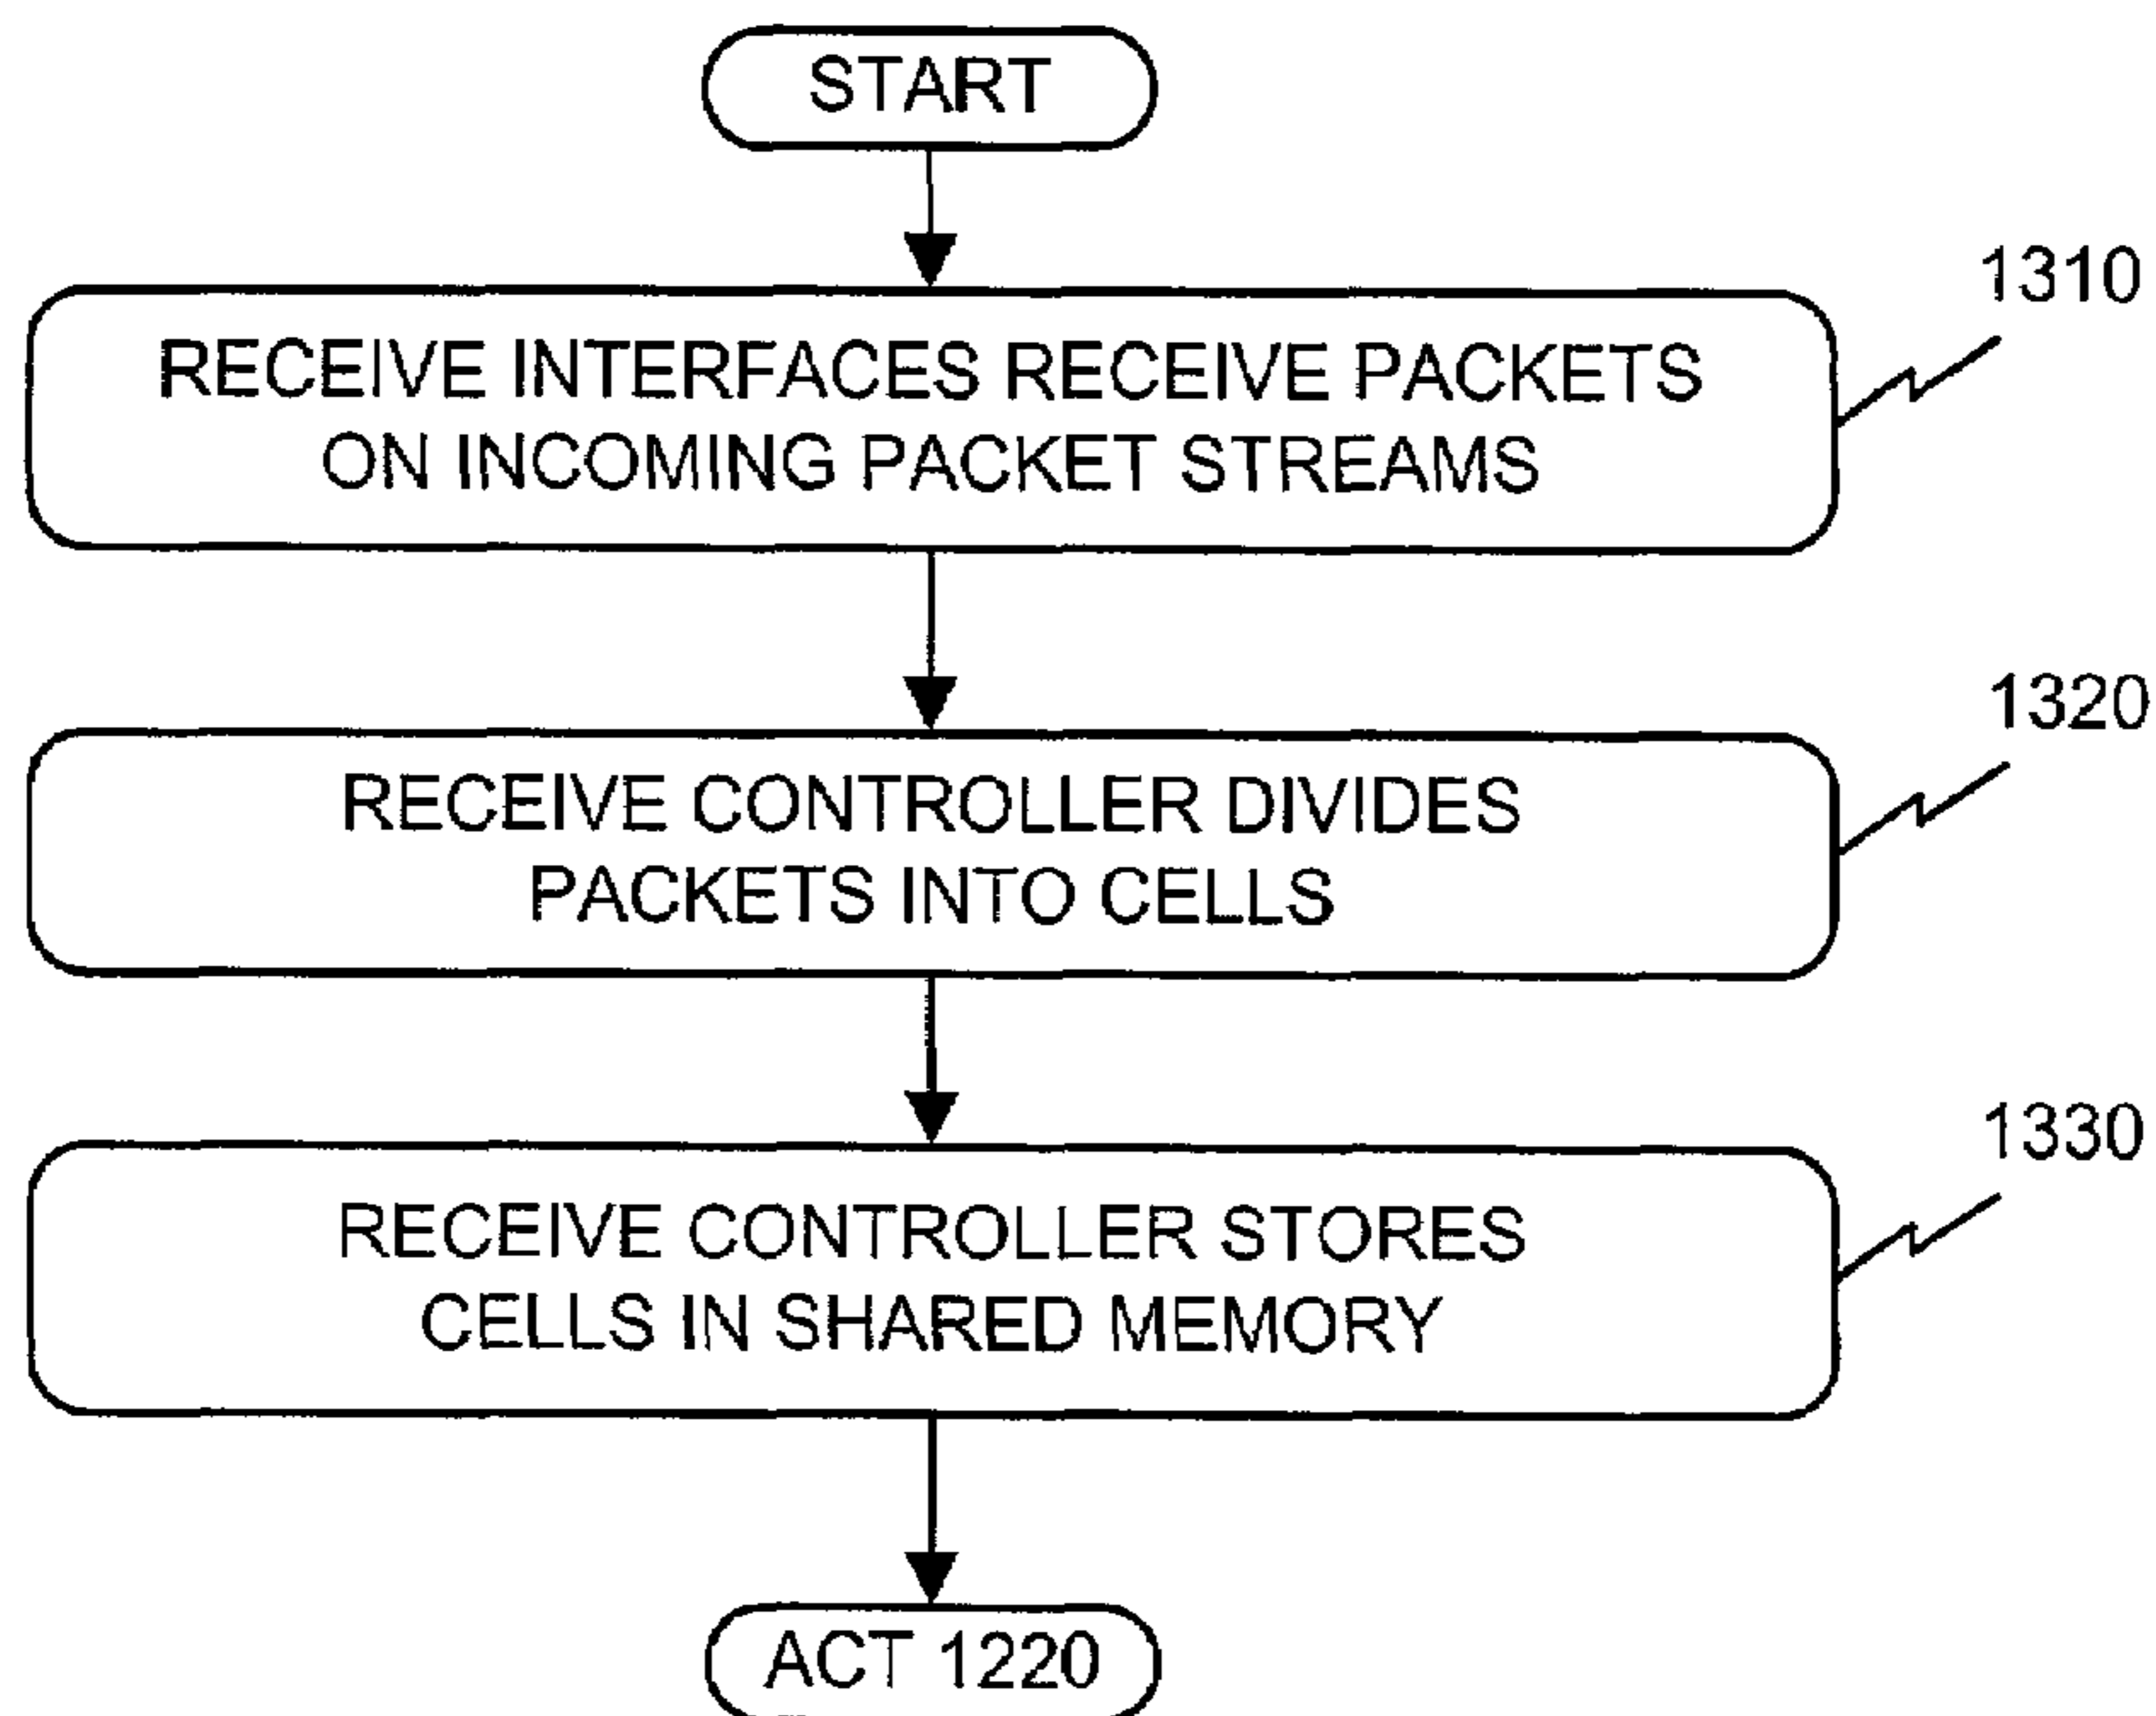 START
1310
RECEIVE INTERFACES RECEIVE PACKETS
ON INCOMING PACKET STREAMS
1320
RECEIVE CONTROLLER DIVIDES
PACKETS INTO CELLS
1330
RECEIVE CONTROLLER STORES
CELLS IN SHARED MEMORY
ACT 1220